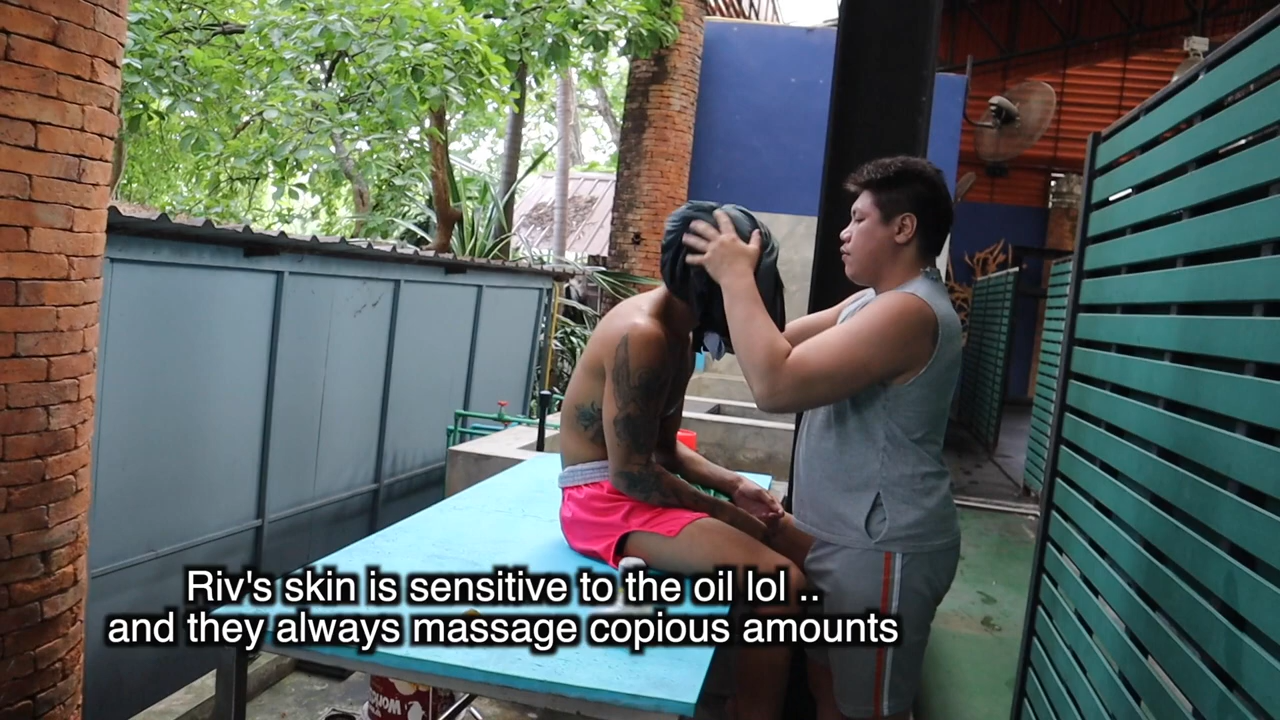 Riv's skin is sensitive to the oil lol ..
and they always massage copious amounts